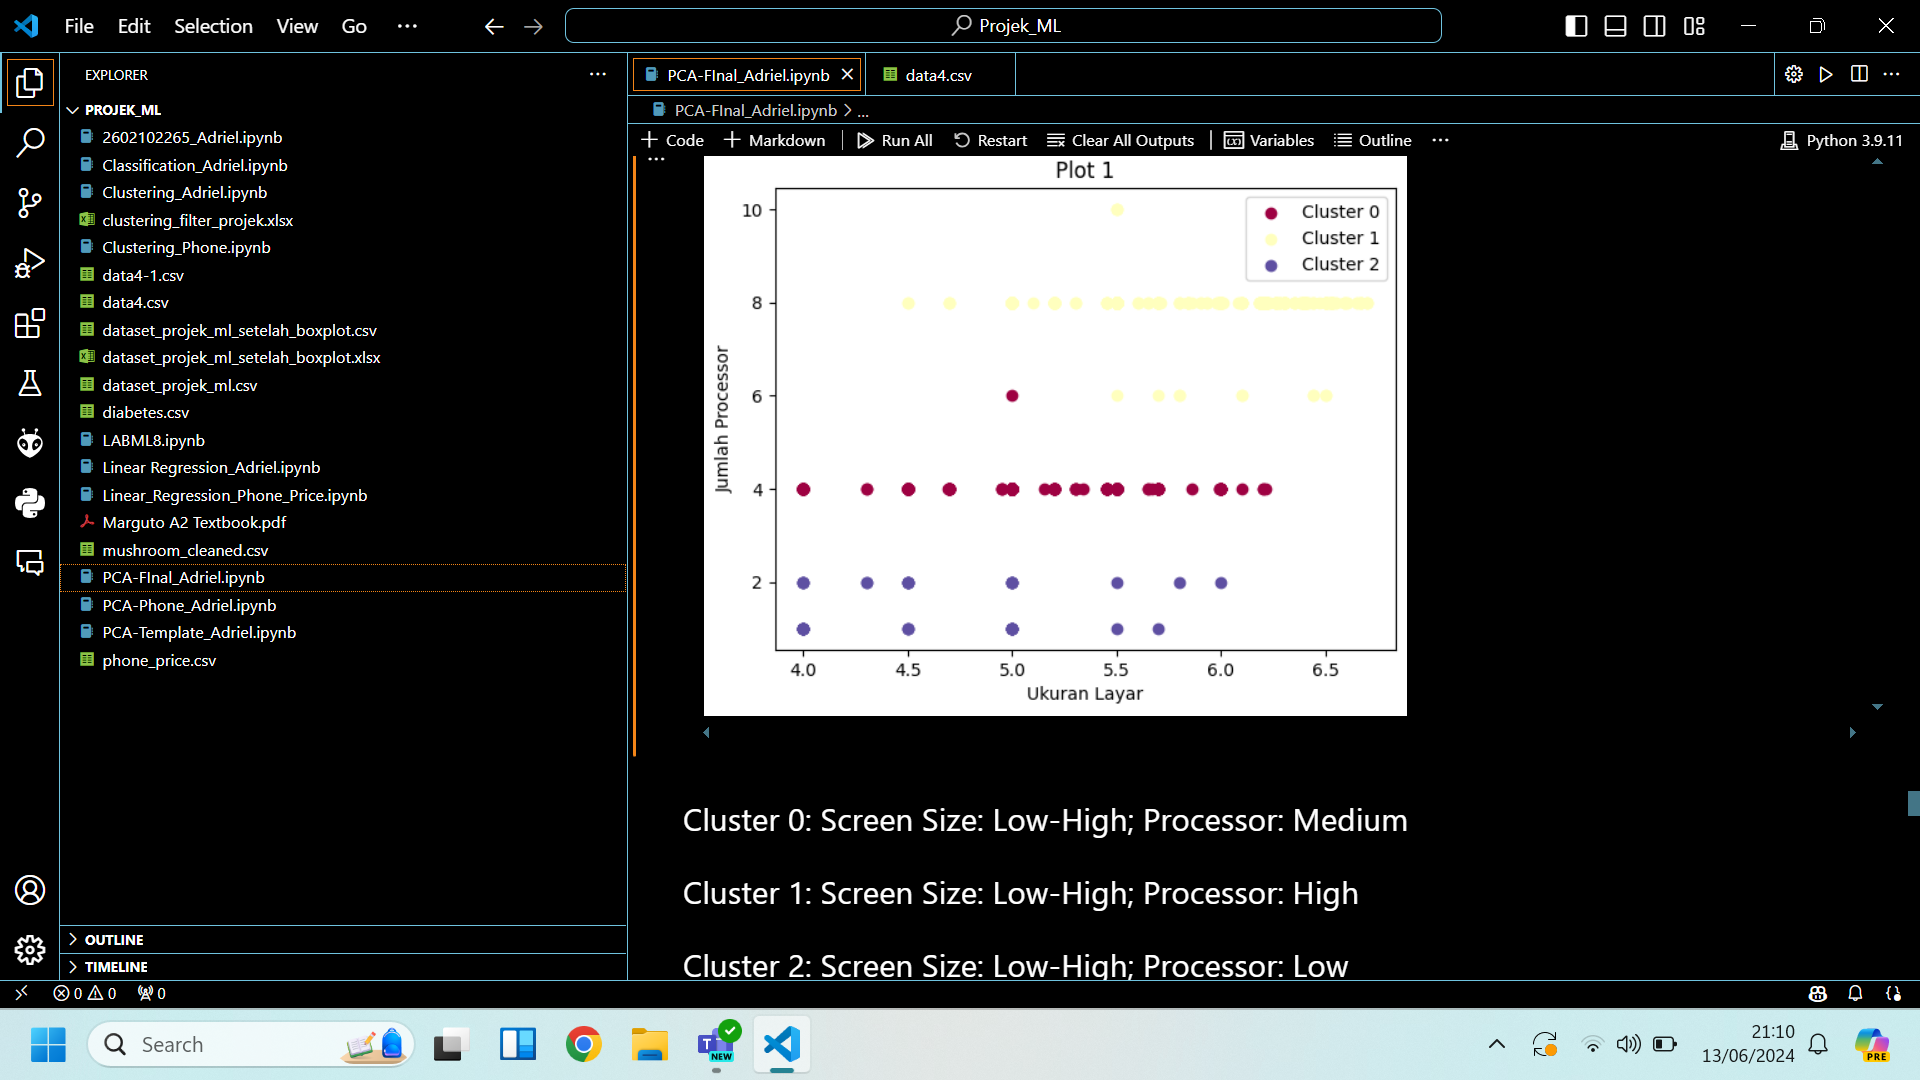 File Edit Selection View Go ...
Projek_ML
EXPLORER
PROJEK_ML
2602102265_Adriel.ipynb
Classification_Adriel.ipynb
Clustering_Adriel.ipynb
clustering_filter_projek.xlsx
Clustering_Phone.ipynb
data4-1.csv
data4.csv
dataset_projek_ml_setelah_boxplot.csv
dataset_projek_ml_setelah_boxplot.xlsx
dataset_projek_ml.csv
diabetes.csv
LABML8.ipynb
Linear Regression_Adriel.ipynb
Linear_Regression_Phone_Price.ipynb
Marguto A2 Textbook.pdf
mushroom_cleaned.csv
PCA-FInal_Adriel.ipynb
PCA-Phone_Adriel.ipynb
PCA-Template_Adriel.ipynb
phone_price.csv
OUTLINE
TIMELINE
PCA-FInal_Adriel.ipynb
data4.csv
PCA-FInal_Adriel.ipynb > ...
+ Code + Markdown Run All Restart Clear All Outputs Variables Outline ...
Python 3.9.11
Plot 1
Cluster 0
Cluster 1
Cluster 2
10
8
6
4
2
Jumlah Processor
4.0 4.5 5.0 5.5 6.0 6.5
Ukuran Layar
Cluster 0: Screen Size: Low-High; Processor: Medium
Cluster 1: Screen Size: Low-High; Processor: High
Cluster 2: Screen Size: Low-High; Processor: Low
0 0 0
Search
NEW
21:10
13/06/2024
PRE